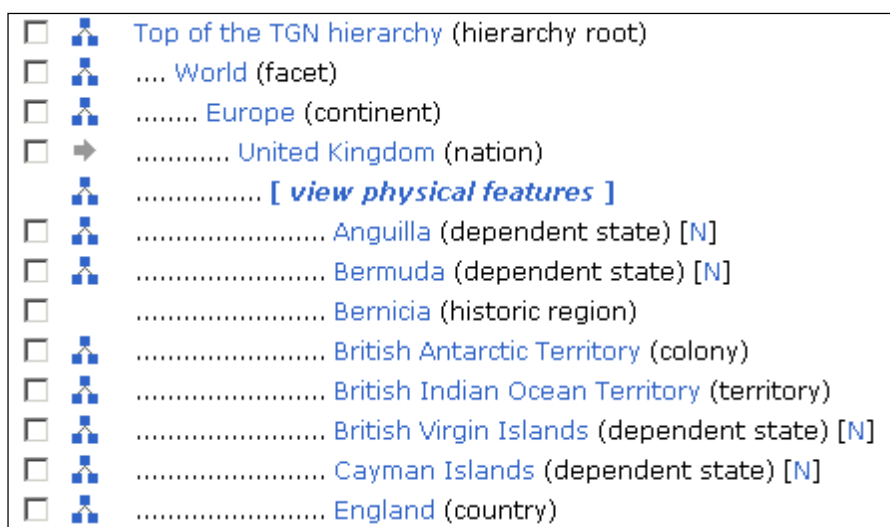 Top of the TGN hierarchy (hierarchy root)
.... World (facet)
........ Europe (continent)
............ United Kingdom (nation)
................ [ view physical features ]
........................ Anguilla (dependent state) [N]
........................ Bermuda (dependent state) [N]
........................ Bernicia (historic region)
........................ British Antarctic Territory (colony)
........................ British Indian Ocean Territory (territory)
........................ British Virgin Islands (dependent state) [N]
........................ Cayman Islands (dependent state) [N]
........................ England (country)